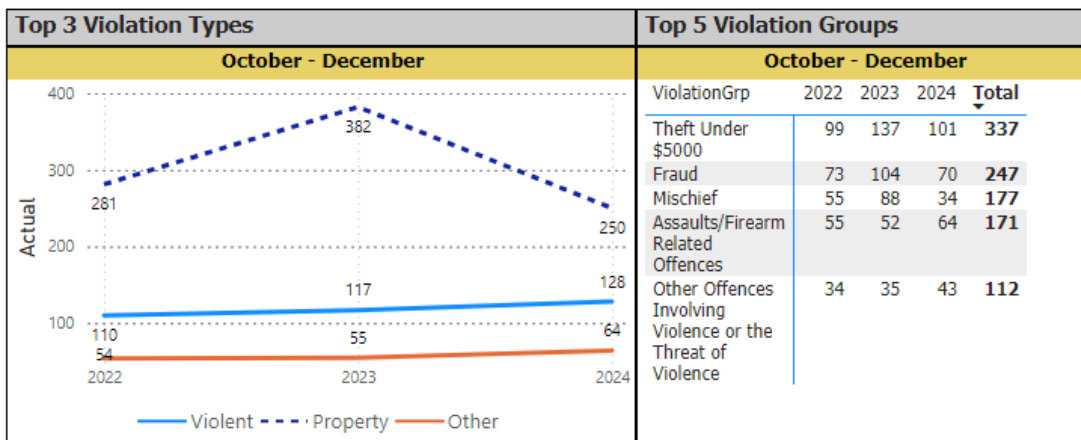 Top 3 Violation Types
October - December
Actual
400
300
200
100
281
382
250
110
117
128
54
55
64
2022 2023 2024
Violent Property Other
Top 5 Violation Groups
October - December
ViolationGrp 2022 2023 2024 Total
Theft Under 99 137 101 337
$5000
Fraud 73 104 70 247
Mischief 55 88 34 177
Assaults/Firearm 55 52 64 171
Related
Offences
Other Offences 34 35 43 112
Involving
Violence or the
Threat of
Violence